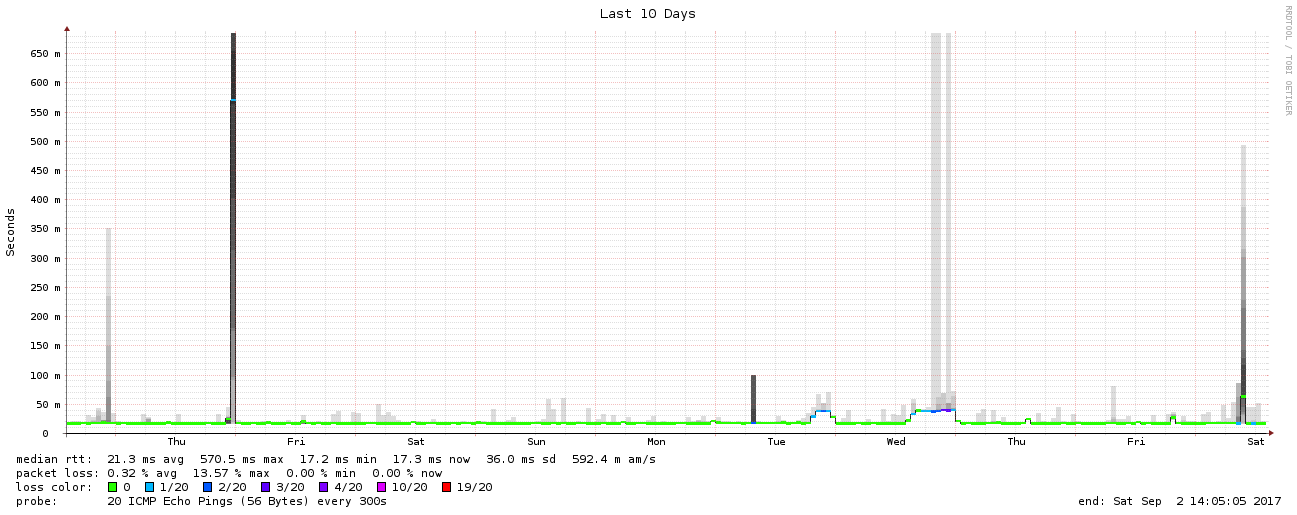 Last 10 Days
RRDTOOL / TOBI OETIKER
Seconds
650 m
600 m
550 m
500 m
450 m
400 m
350 m
300 m
250 m
200 m
150 m
100 m
50 m
0
Thu Fri Sat Sun Mon Tue Wed Thu Fri Sat
median rtt: 21.3 ms avg 570.5 ms max 17.2 ms min 17.3 ms now 36.0 ms sd 592.4 m am/s
packet loss: 0.32 % avg 13.57 % max 0.00 % min 0.00 % now
loss color: 0 1/20 2/20 3/20 4/20 10/20 19/20
probe: 20 ICMP Echo Pings (56 Bytes) every 300s end: Sat Sep 2 14:05:05 2017